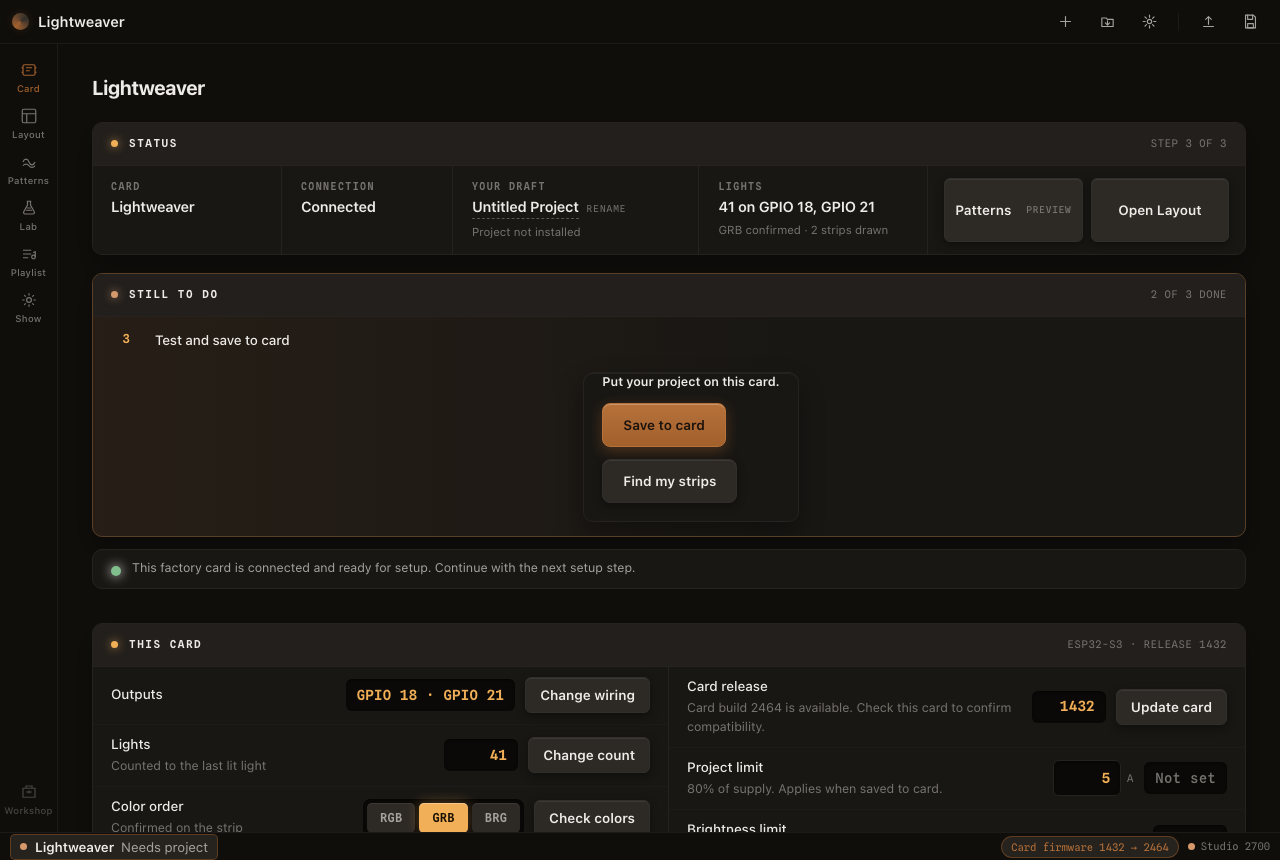 Lightweaver
Card
Layout
Patterns
Lab
Playlist
Show
Workshop
Lightweaver
STATUS
STEP 3 OF 3
CARD
Lightweaver
CONNECTION
Connected
YOUR DRAFT
Untitled Project RENAME
Project not installed
LIGHTS
41 on GPIO 18, GPIO 21
GRB confirmed · 2 strips drawn
Patterns PREVIEW
Open Layout
STILL TO DO
2 OF 3 DONE
3 Test and save to card
Put your project on this card.
Save to card
Find my strips
This factory card is connected and ready for setup. Continue with the next setup step.
THIS CARD
ESP32-S3 · RELEASE 1432
Outputs
GPIO 18 · GPIO 21
Change wiring
Lights
Counted to the last lit light
41
Change count
Color order
Confirmed on the strip
RGB GRB BRG
Check colors
Card release
Card build 2464 is available. Check this card to confirm
compatibility.
1432
Update card
Project limit
80% of supply. Applies when saved to card.
5 A
Not set
Brightness limit
Lightweaver Needs project
Card firmware 1432 → 2464
Studio 2700